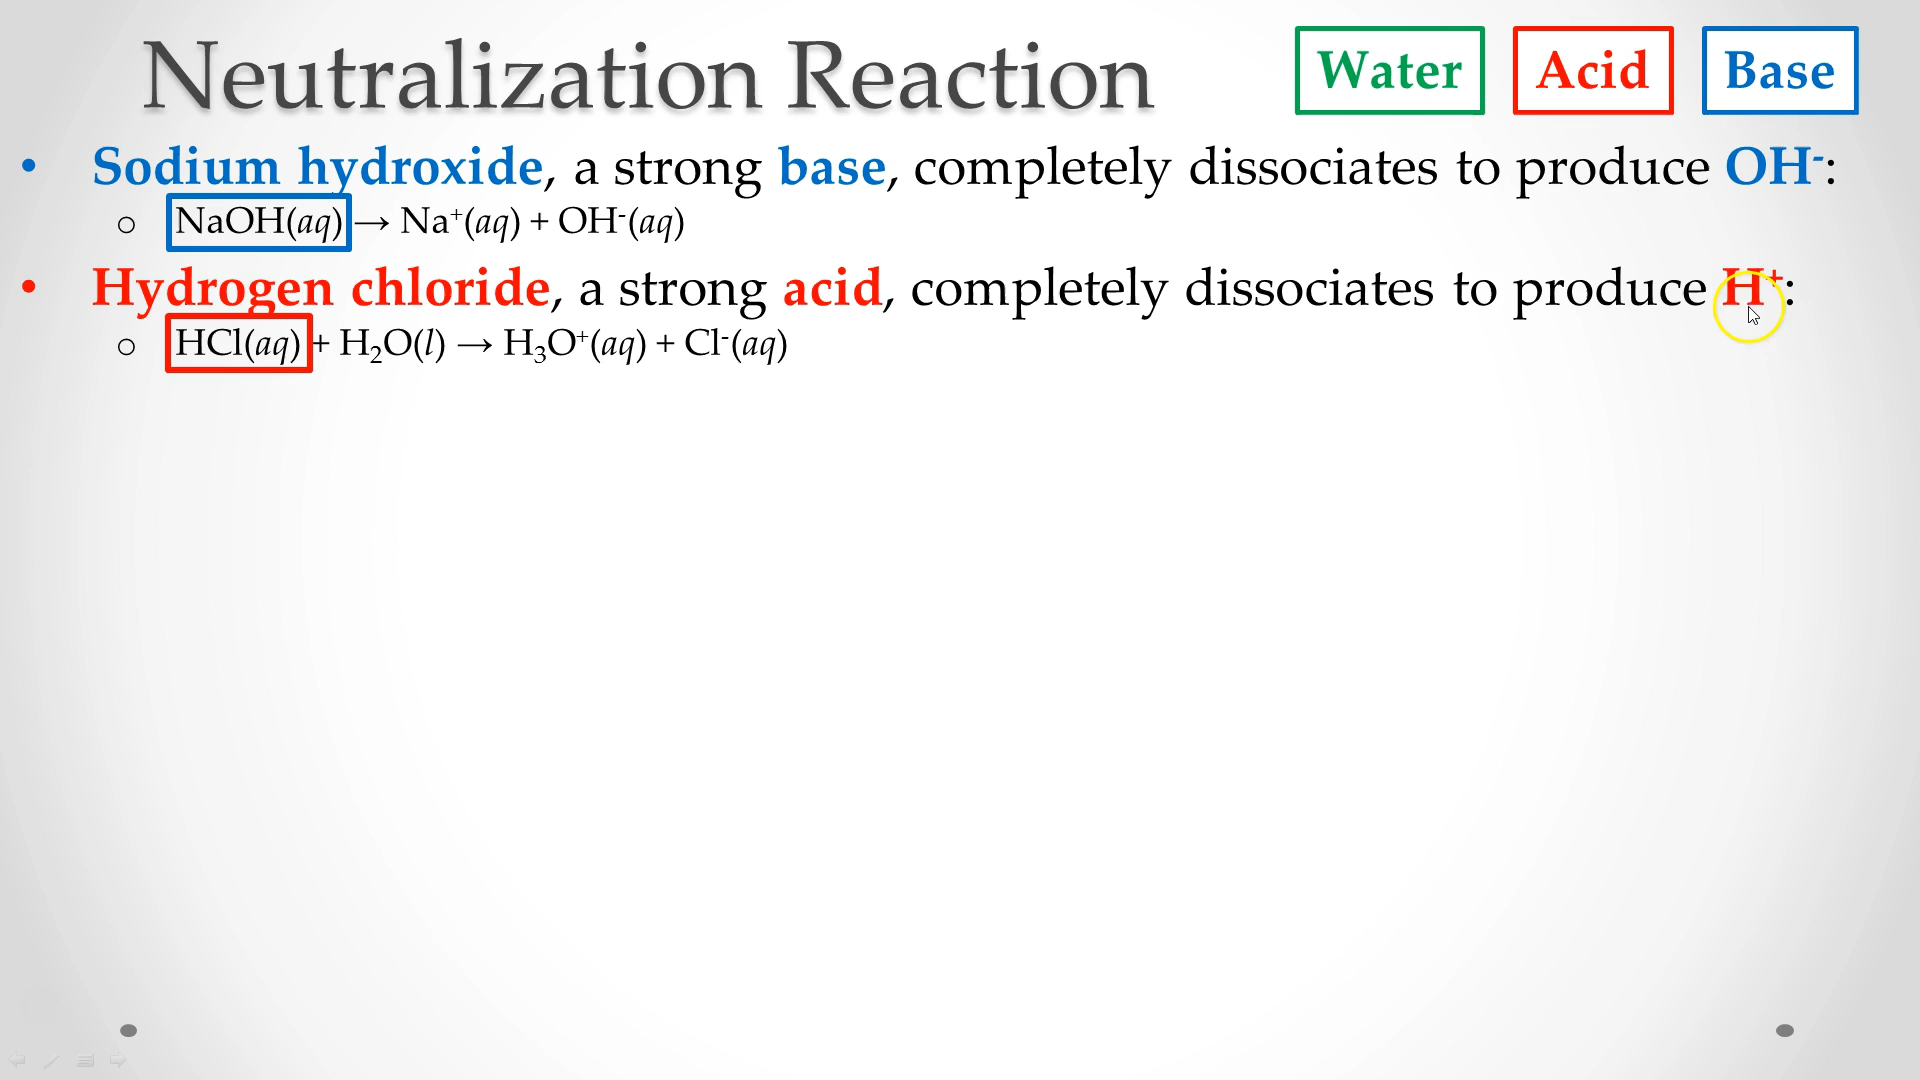 Neutralization Reaction
Water
Acid
Base
• Sodium hydroxide, a strong base, completely dissociates to produce OH⁻:
o NaOH(aq) → Na⁺(aq) + OH⁻(aq)
• Hydrogen chloride, a strong acid, completely dissociates to produce H⁺:
o HCl(aq) + H₂O(l) → H₃O⁺(aq) + Cl⁻(aq)